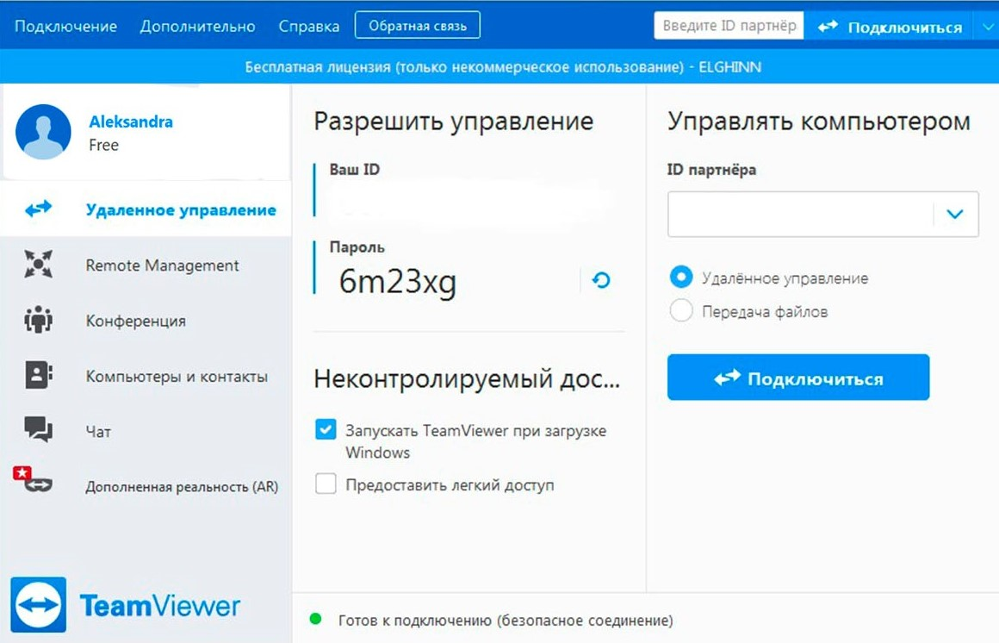 Подключение Дополнительно Справка Обратная связь Введите ID партнёр Подключиться
Бесплатная лицензия (только некоммерческое использование) - ELGHINN
Aleksandra
Free
Удаленное управление
Remote Management
Конференция
Компьютеры и контакты
Чат
Дополненная реальность (AR)
TeamViewer
Разрешить управление
Ваш ID
Пароль
6m23xg
Неконтролируемый дос...
Запускать TeamViewer при загрузке
Windows
Предоставить легкий доступ
Управлять компьютером
ID партнёра
Удалённое управление
Передача файлов
Подключиться
Готов к подключению (безопасное соединение)